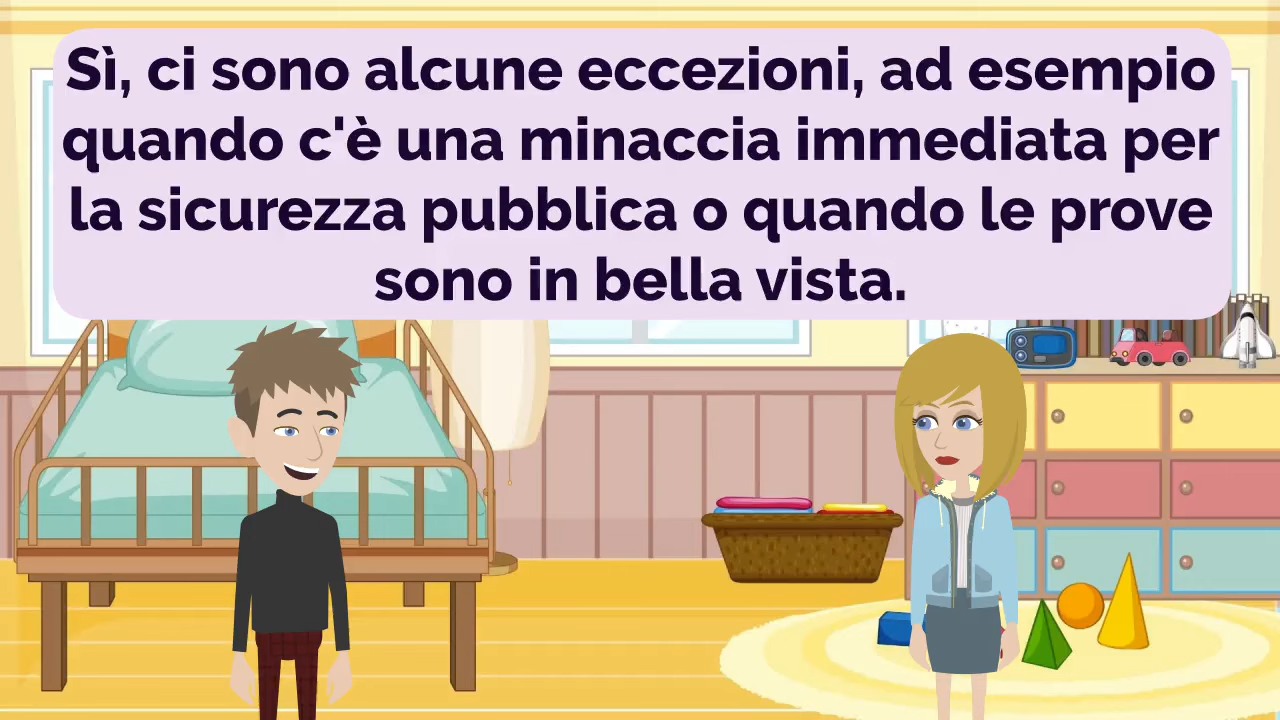 Sì, ci sono alcune eccezioni, ad esempio
quando c'è una minaccia immediata per
la sicurezza pubblica o quando le prove
sono in bella vista.